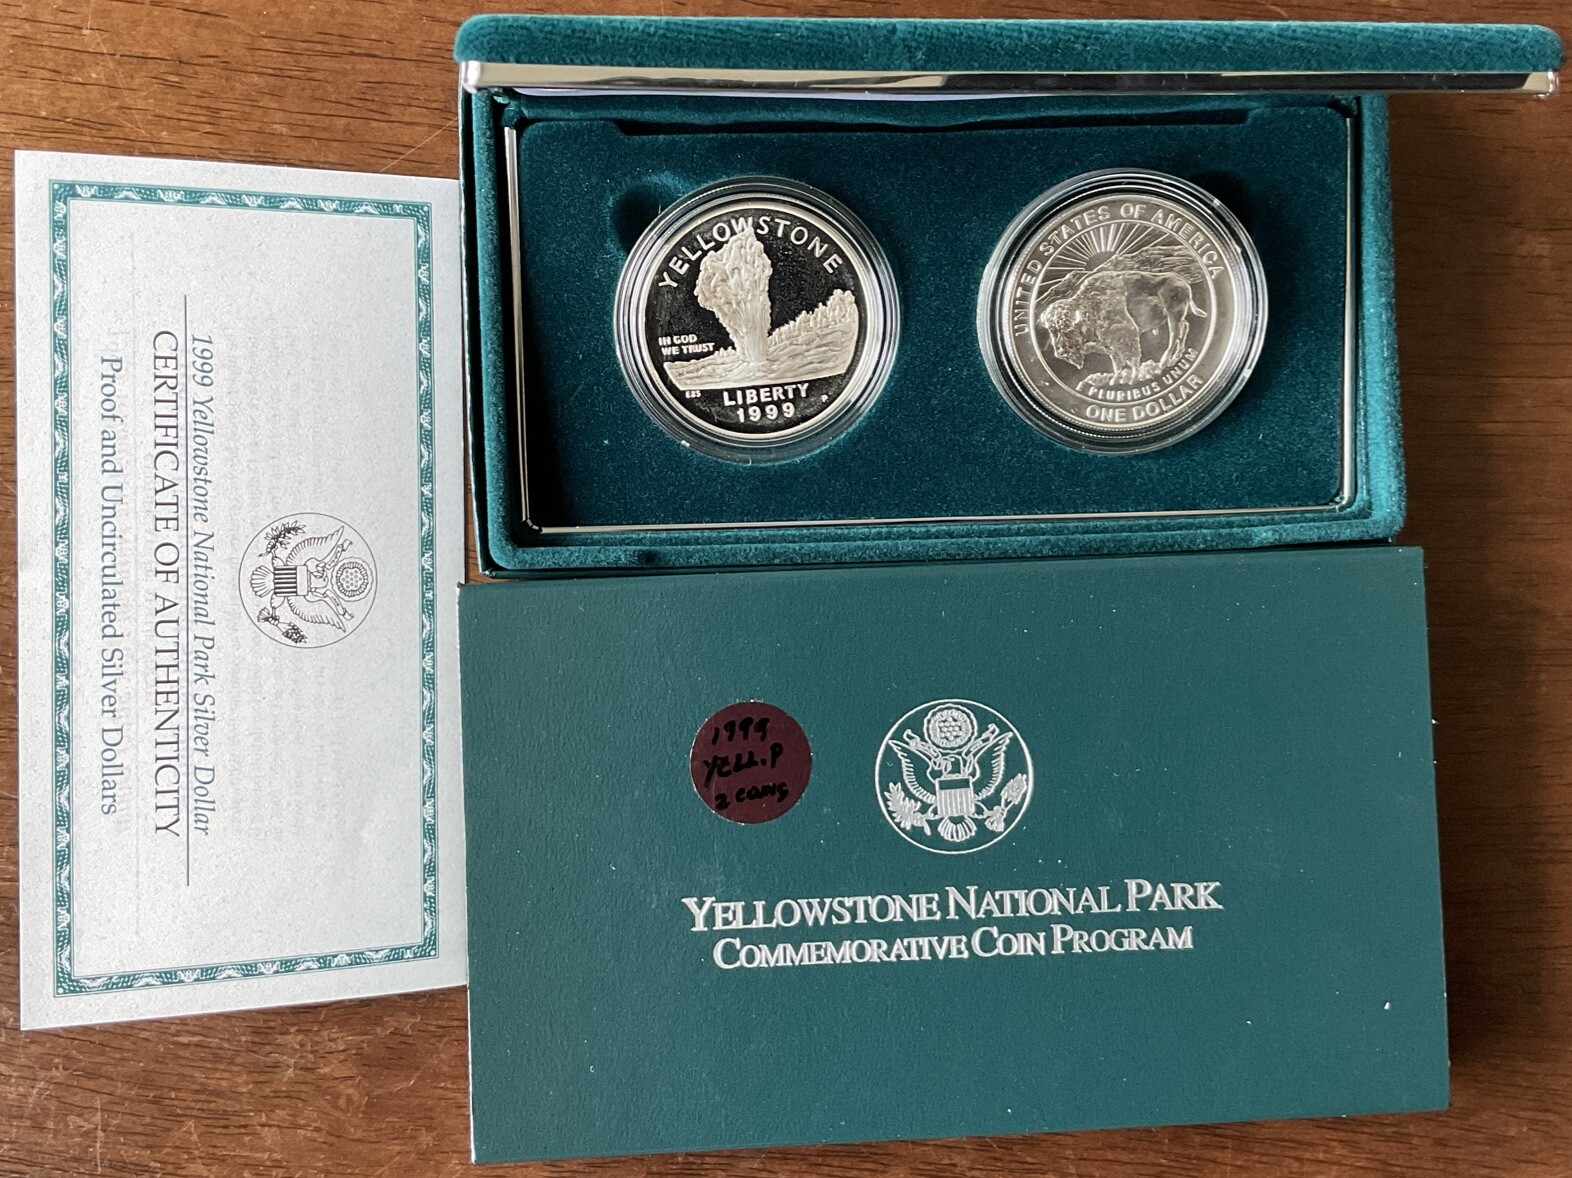 YELLOWSTONE
IN GOD
WE TRUST
LIBERTY
1999
P
UNITED STATES OF AMERICA
PLURIBUS UNUM
ONE DOLLAR
1999 Yellowstone National Park Silver Dollar
CERTIFICATE OF AUTHENTICITY
Proof and Uncirculated Silver Dollars
1999
YELL.P
2 COINS
YELLOWSTONE NATIONAL PARK
COMMEMORATIVE COIN PROGRAM